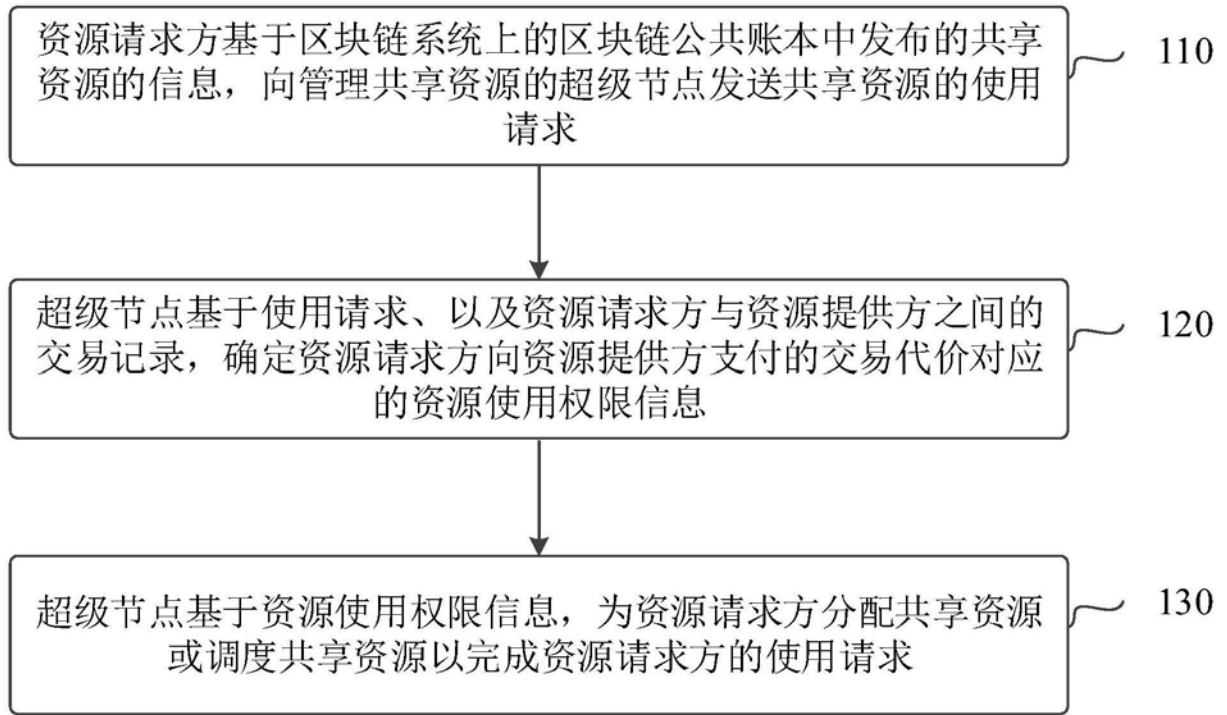 资源请求方基于区块链系统上的区块链公共账本中发布的共享
资源的信息，向管理共享资源的超级节点发送共享资源的使用
请求
110
超级节点基于使用请求、以及资源请求方与资源提供方之间的
交易记录，确定资源请求方向资源提供方支付的交易代价对应
的资源使用权限信息
120
超级节点基于资源使用权限信息，为资源请求方分配共享资源
或调度共享资源以完成资源请求方的使用请求
130